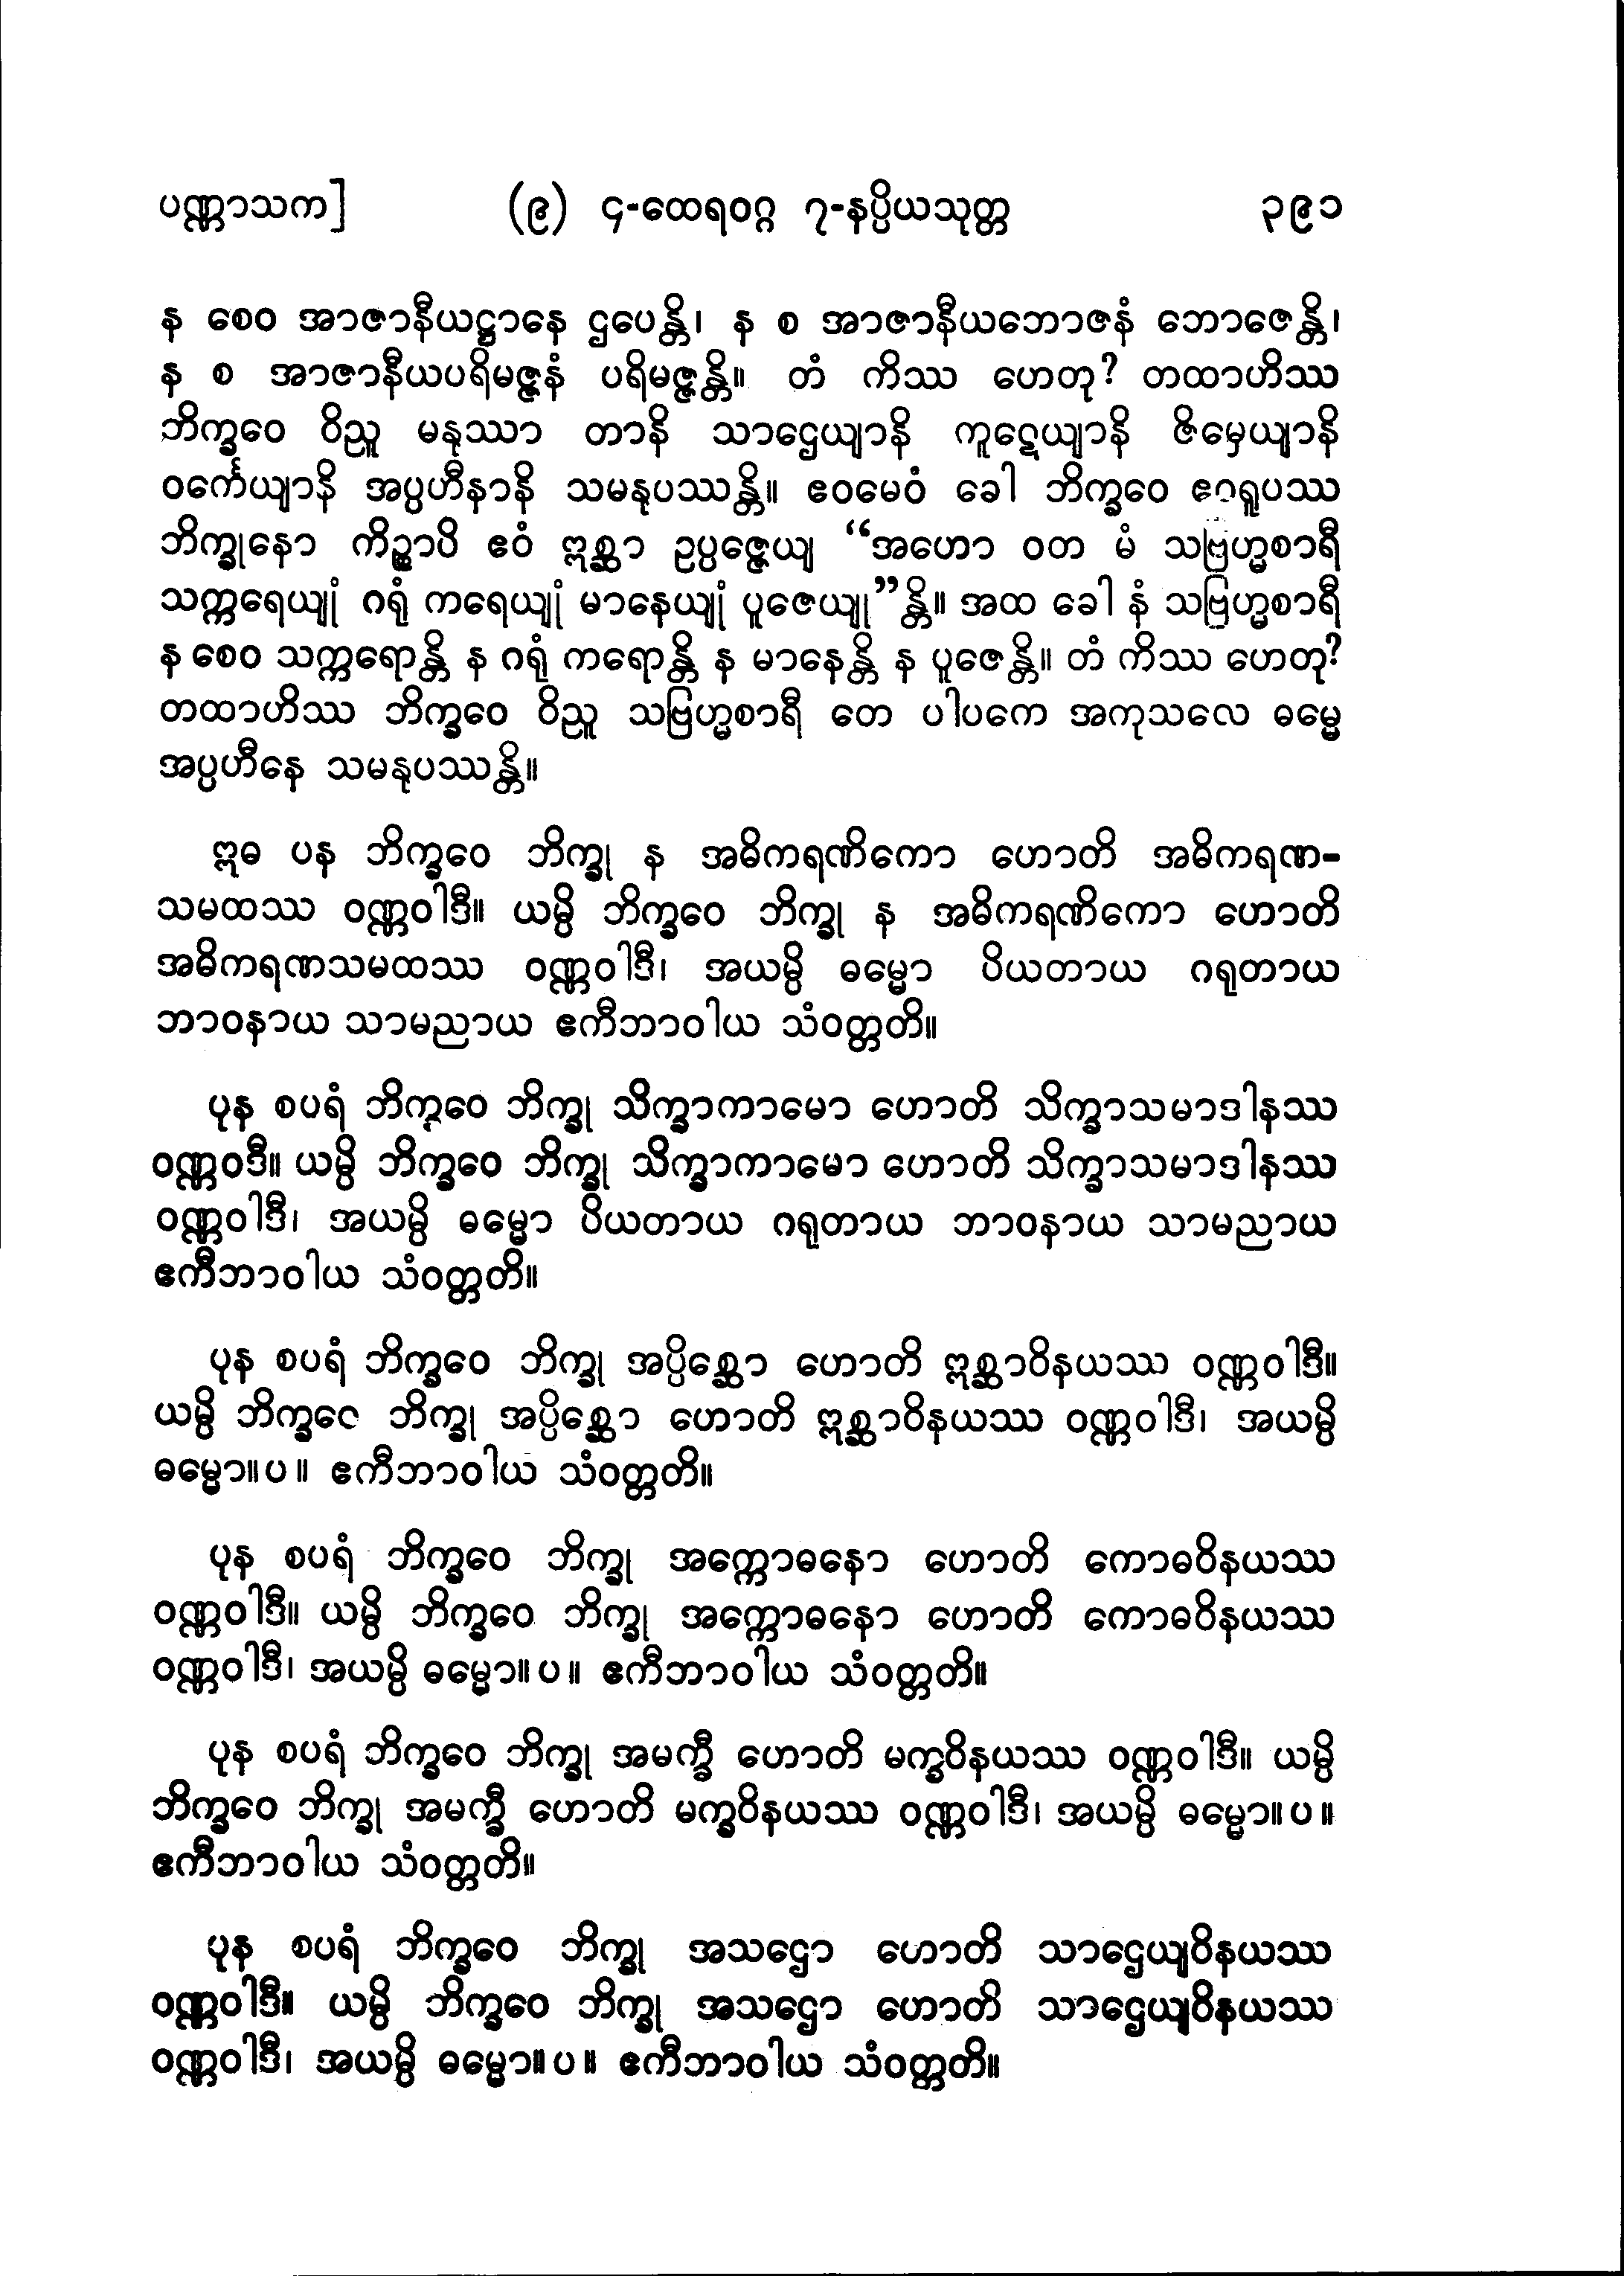 ပဏ္ဏာသက] (၉) ၄-ထေရဝဂ္ဂ ၇-နပ္ပိယသုတ္တ ၃၉၁
န စေဝ အာဇာနီယဋ္ဌာနေ ဌပေန္တိ၊ န စ အာဇာနီယဘောဇနံ ဘောဇေန္တိ၊
န စ အာဇာနီယပရိမဇ္ဇနံ ပရိမဇ္ဇန္တိ။ တံ ကိဿ ဟေတု? တထာဟိဿ
ဘိက္ခဝေ ဝိညူ မနုဿာ တာနိ သာဌေယျာနိ ကူဋေယျာနိ ဇိမှေယျာနိ
ဝင်္ကေယျာနိ အပ္ပဟီနာနိ သမနုပဿန္တိ။ ဧဝမေဝံ ခေါ ဘိက္ခဝေ ဧဝရူပဿ
ဘိက္ခုနော ကိဉ္စာပိ ဧဝံ ဣစ္ဆာ ဥပ္ပဇ္ဇေယျ “အဟော ဝတ မံ သဗြဟ္မစာရီ
သက္ကရေယျုံ ဂရုံ ကရေယျုံ မာနေယျုံ ပူဇေယျု”န္တိ။ အထ ခေါ နံ သဗြဟ္မစာရီ
န စေဝ သက္ကရောန္တိ န ဂရုံ ကရောန္တိ န မာနေန္တိ န ပူဇေန္တိ။ တံ ကိဿ ဟေတု?
တထာဟိဿ ဘိက္ခဝေ ဝိညူ သဗြဟ္မစာရီ တေ ပါပကေ အကုသလေ ဓမ္မေ
အပ္ပဟီနေ သမနုပဿန္တိ။
ဣဓ ပန ဘိက္ခဝေ ဘိက္ခု န အဓိကရဏိကော ဟောတိ အဓိကရဏ-
သမထဿ ဝဏ္ဏဝါဒီ။ ယမ္ပိ ဘိက္ခဝေ ဘိက္ခု န အဓိကရဏိကော ဟောတိ
အဓိကရဏသမထဿ ဝဏ္ဏဝါဒီ၊ အယမ္ပိ ဓမ္မော ပိယတာယ ဂရုတာယ
ဘာဝနာယ သာမညာယ ဧကီဘာဝါယ သံဝတ္တတိ။
ပုန စပရံ ဘိက္ခဝေ ဘိက္ခု သိက္ခာကာမော ဟောတိ သိက္ခာသမာဒါနဿ
ဝဏ္ဏဝဒီ။ ယမ္ပိ ဘိက္ခဝေ ဘိက္ခု သိက္ခာကာမော ဟောတိ သိက္ခာသမာဒါနဿ
ဝဏ္ဏဝါဒီ၊ အယမ္ပိ ဓမ္မော ပိယတာယ ဂရုတာယ ဘာဝနာယ သာမညာယ
ဧကီဘာဝါယ သံဝတ္တတိ။
ပုန စပရံ ဘိက္ခဝေ ဘိက္ခု အပ္ပိစ္ဆော ဟောတိ ဣစ္ဆာဝိနယဿ ဝဏ္ဏဝါဒီ။
ယမ္ပိ ဘိက္ခဝေ ဘိက္ခု အပ္ပိစ္ဆော ဟောတိ ဣစ္ဆာဝိနယဿ ဝဏ္ဏဝါဒီ၊ အယမ္ပိ
ဓမ္မော။ပ။ ဧကီဘာဝါယ သံဝတ္တတိ။
ပုန စပရံ ဘိက္ခဝေ ဘိက္ခု အက္ကောဓနော ဟောတိ ကောဓဝိနယဿ
ဝဏ္ဏဝါဒီ။ ယမ္ပိ ဘိက္ခဝေ ဘိက္ခု အက္ကောဓနော ဟောတိ ကောဓဝိနယဿ
ဝဏ္ဏဝါဒီ၊ အယမ္ပိ ဓမ္မော။ပ။ ဧကီဘာဝါယ သံဝတ္တတိ။
ပုန စပရံ ဘိက္ခဝေ ဘိက္ခု အမက္ခီ ဟောတိ မက္ခဝိနယဿ ဝဏ္ဏဝါဒီ။ ယမ္ပိ
ဘိက္ခဝေ ဘိက္ခု အမက္ခီ ဟောတိ မက္ခဝိနယဿ ဝဏ္ဏဝါဒီ၊ အယမ္ပိ ဓမ္မော။ပ။
ဧကီဘာဝါယ သံဝတ္တတိ။
ပုန စပရံ ဘိက္ခဝေ ဘိက္ခု အသဌော ဟောတိ သာဌေယျဝိနယဿ
ဝဏ္ဏဝါဒီ။ ယမ္ပိ ဘိက္ခဝေ ဘိက္ခု အသဌော ဟောတိ သာဌေယျဝိနယဿ
ဝဏ္ဏဝါဒီ၊ အယမ္ပိ ဓမ္မော။ပ။ ဧကီဘာဝါယ သံဝတ္တတိ။